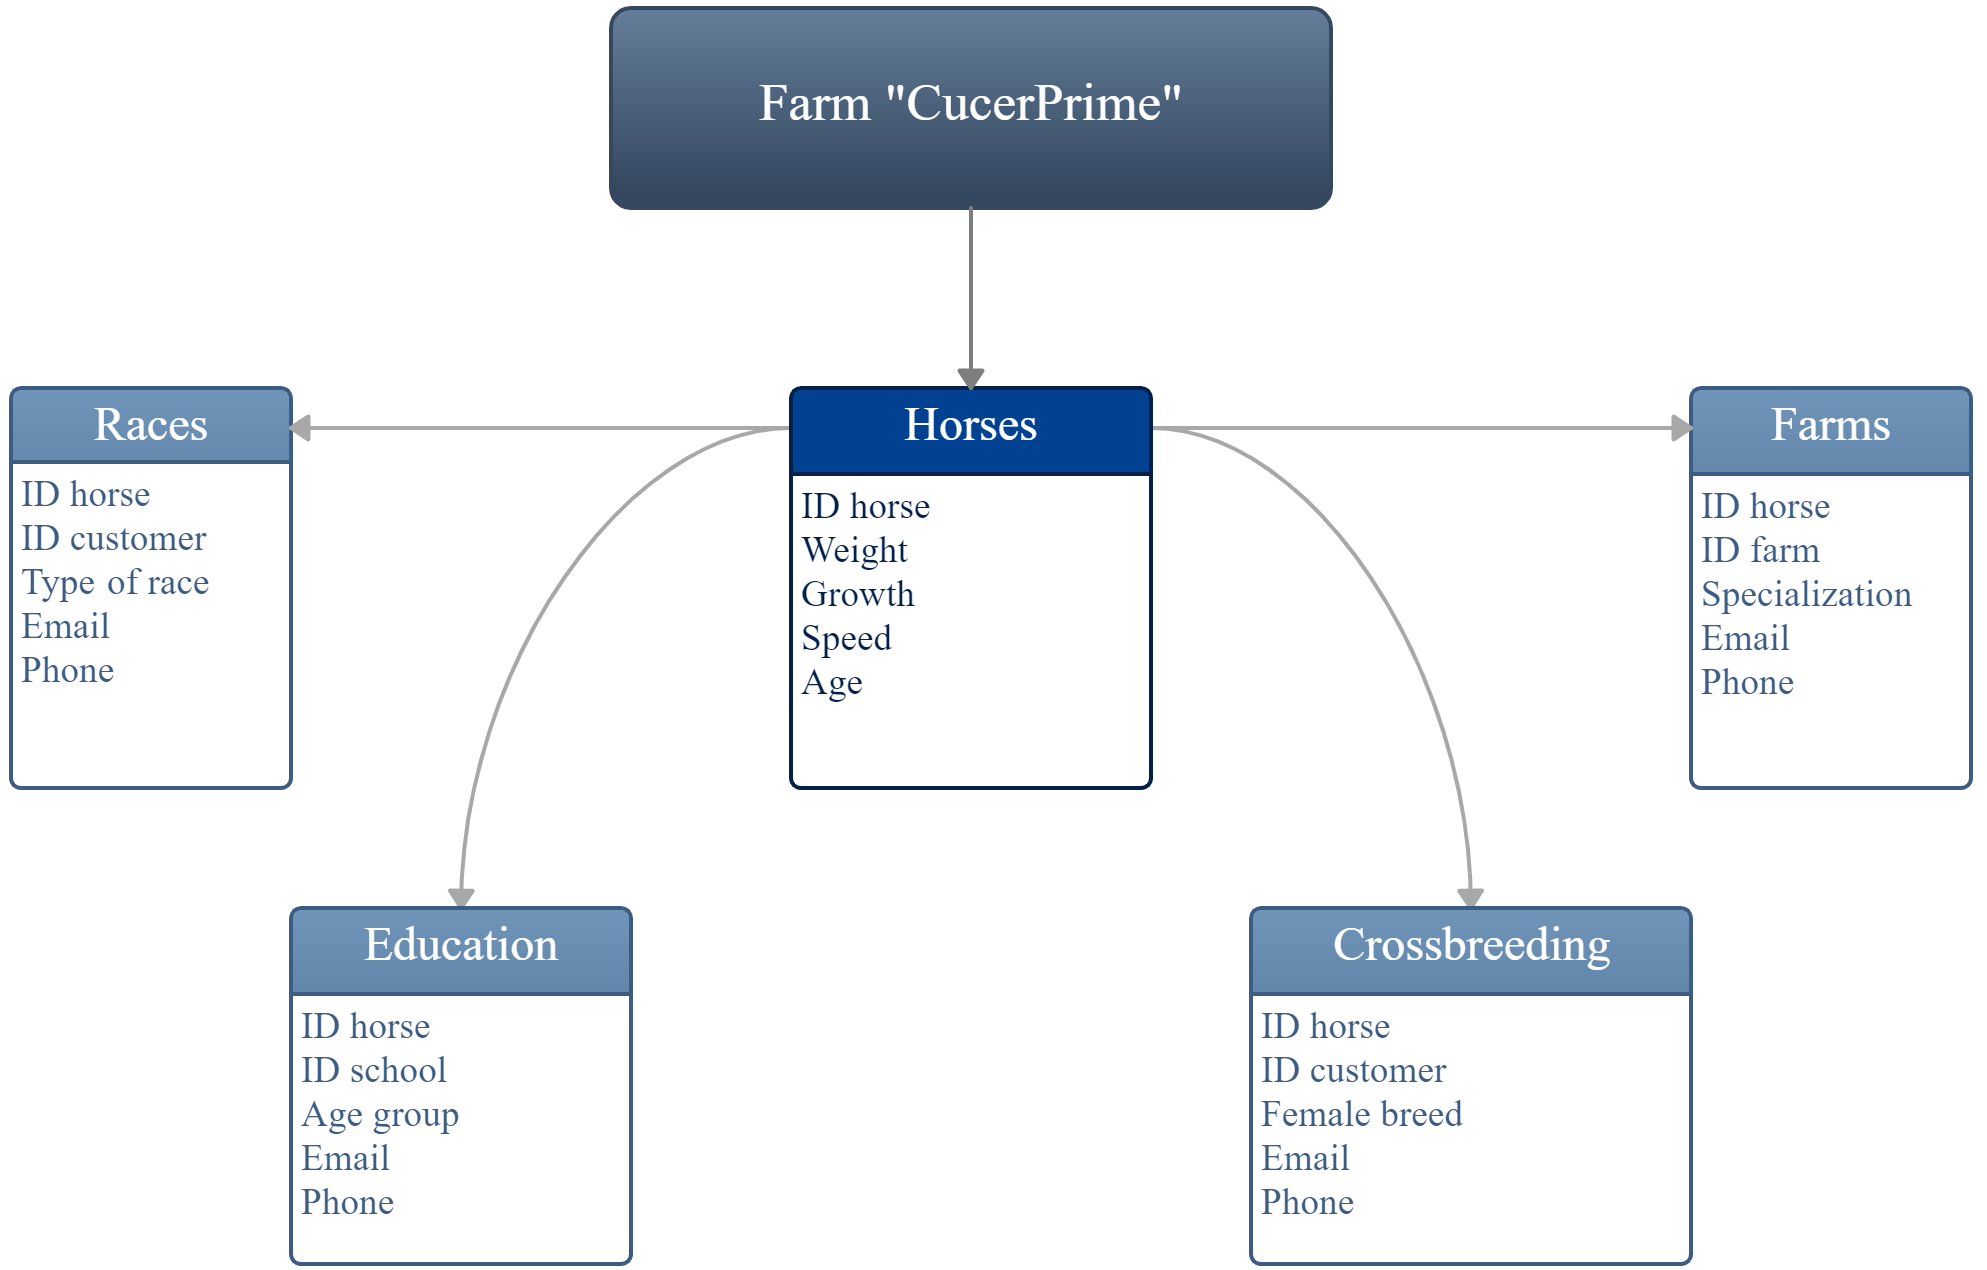 Farm "CucerPrime"
Races
ID horse
ID customer
Type of race
Email
Phone
Horses
ID horse
Weight
Growth
Speed
Age
Farms
ID horse
ID farm
Specialization
Email
Phone
Education
ID horse
ID school
Age group
Email
Phone
Crossbreeding
ID horse
ID customer
Female breed
Email
Phone